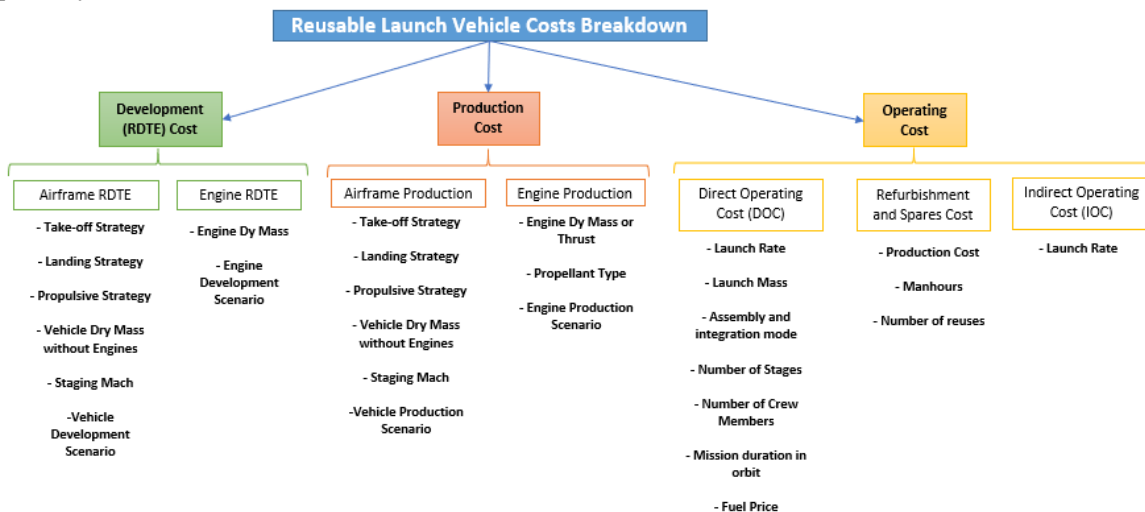 Reusable Launch Vehicle Costs Breakdown
Development
(RDTE) Cost
Production
Cost
Operating
Cost
Airframe RDTE
- Take-off Strategy
- Landing Strategy
- Propulsive Strategy
- Vehicle Dry Mass
without Engines
- Staging Mach
-Vehicle
Development
Scenario
Engine RDTE
- Engine Dy Mass
- Engine
Development
Scenario
Airframe Production
- Take-off Strategy
- Landing Strategy
- Propulsive Strategy
- Vehicle Dry Mass
without Engines
- Staging Mach
-Vehicle Production
Scenario
Engine Production
- Engine Dy Mass or
Thrust
- Propellant Type
- Engine Production
Scenario
Direct Operating
Cost (DOC)
- Launch Rate
- Launch Mass
- Assembly and
integration mode
- Number of Stages
- Number of Crew
Members
- Mission duration in
orbit
- Fuel Price
Refurbishment
and Spares Cost
- Production Cost
- Manhours
- Number of reuses
Indirect Operating
Cost (IOC)
- Launch Rate